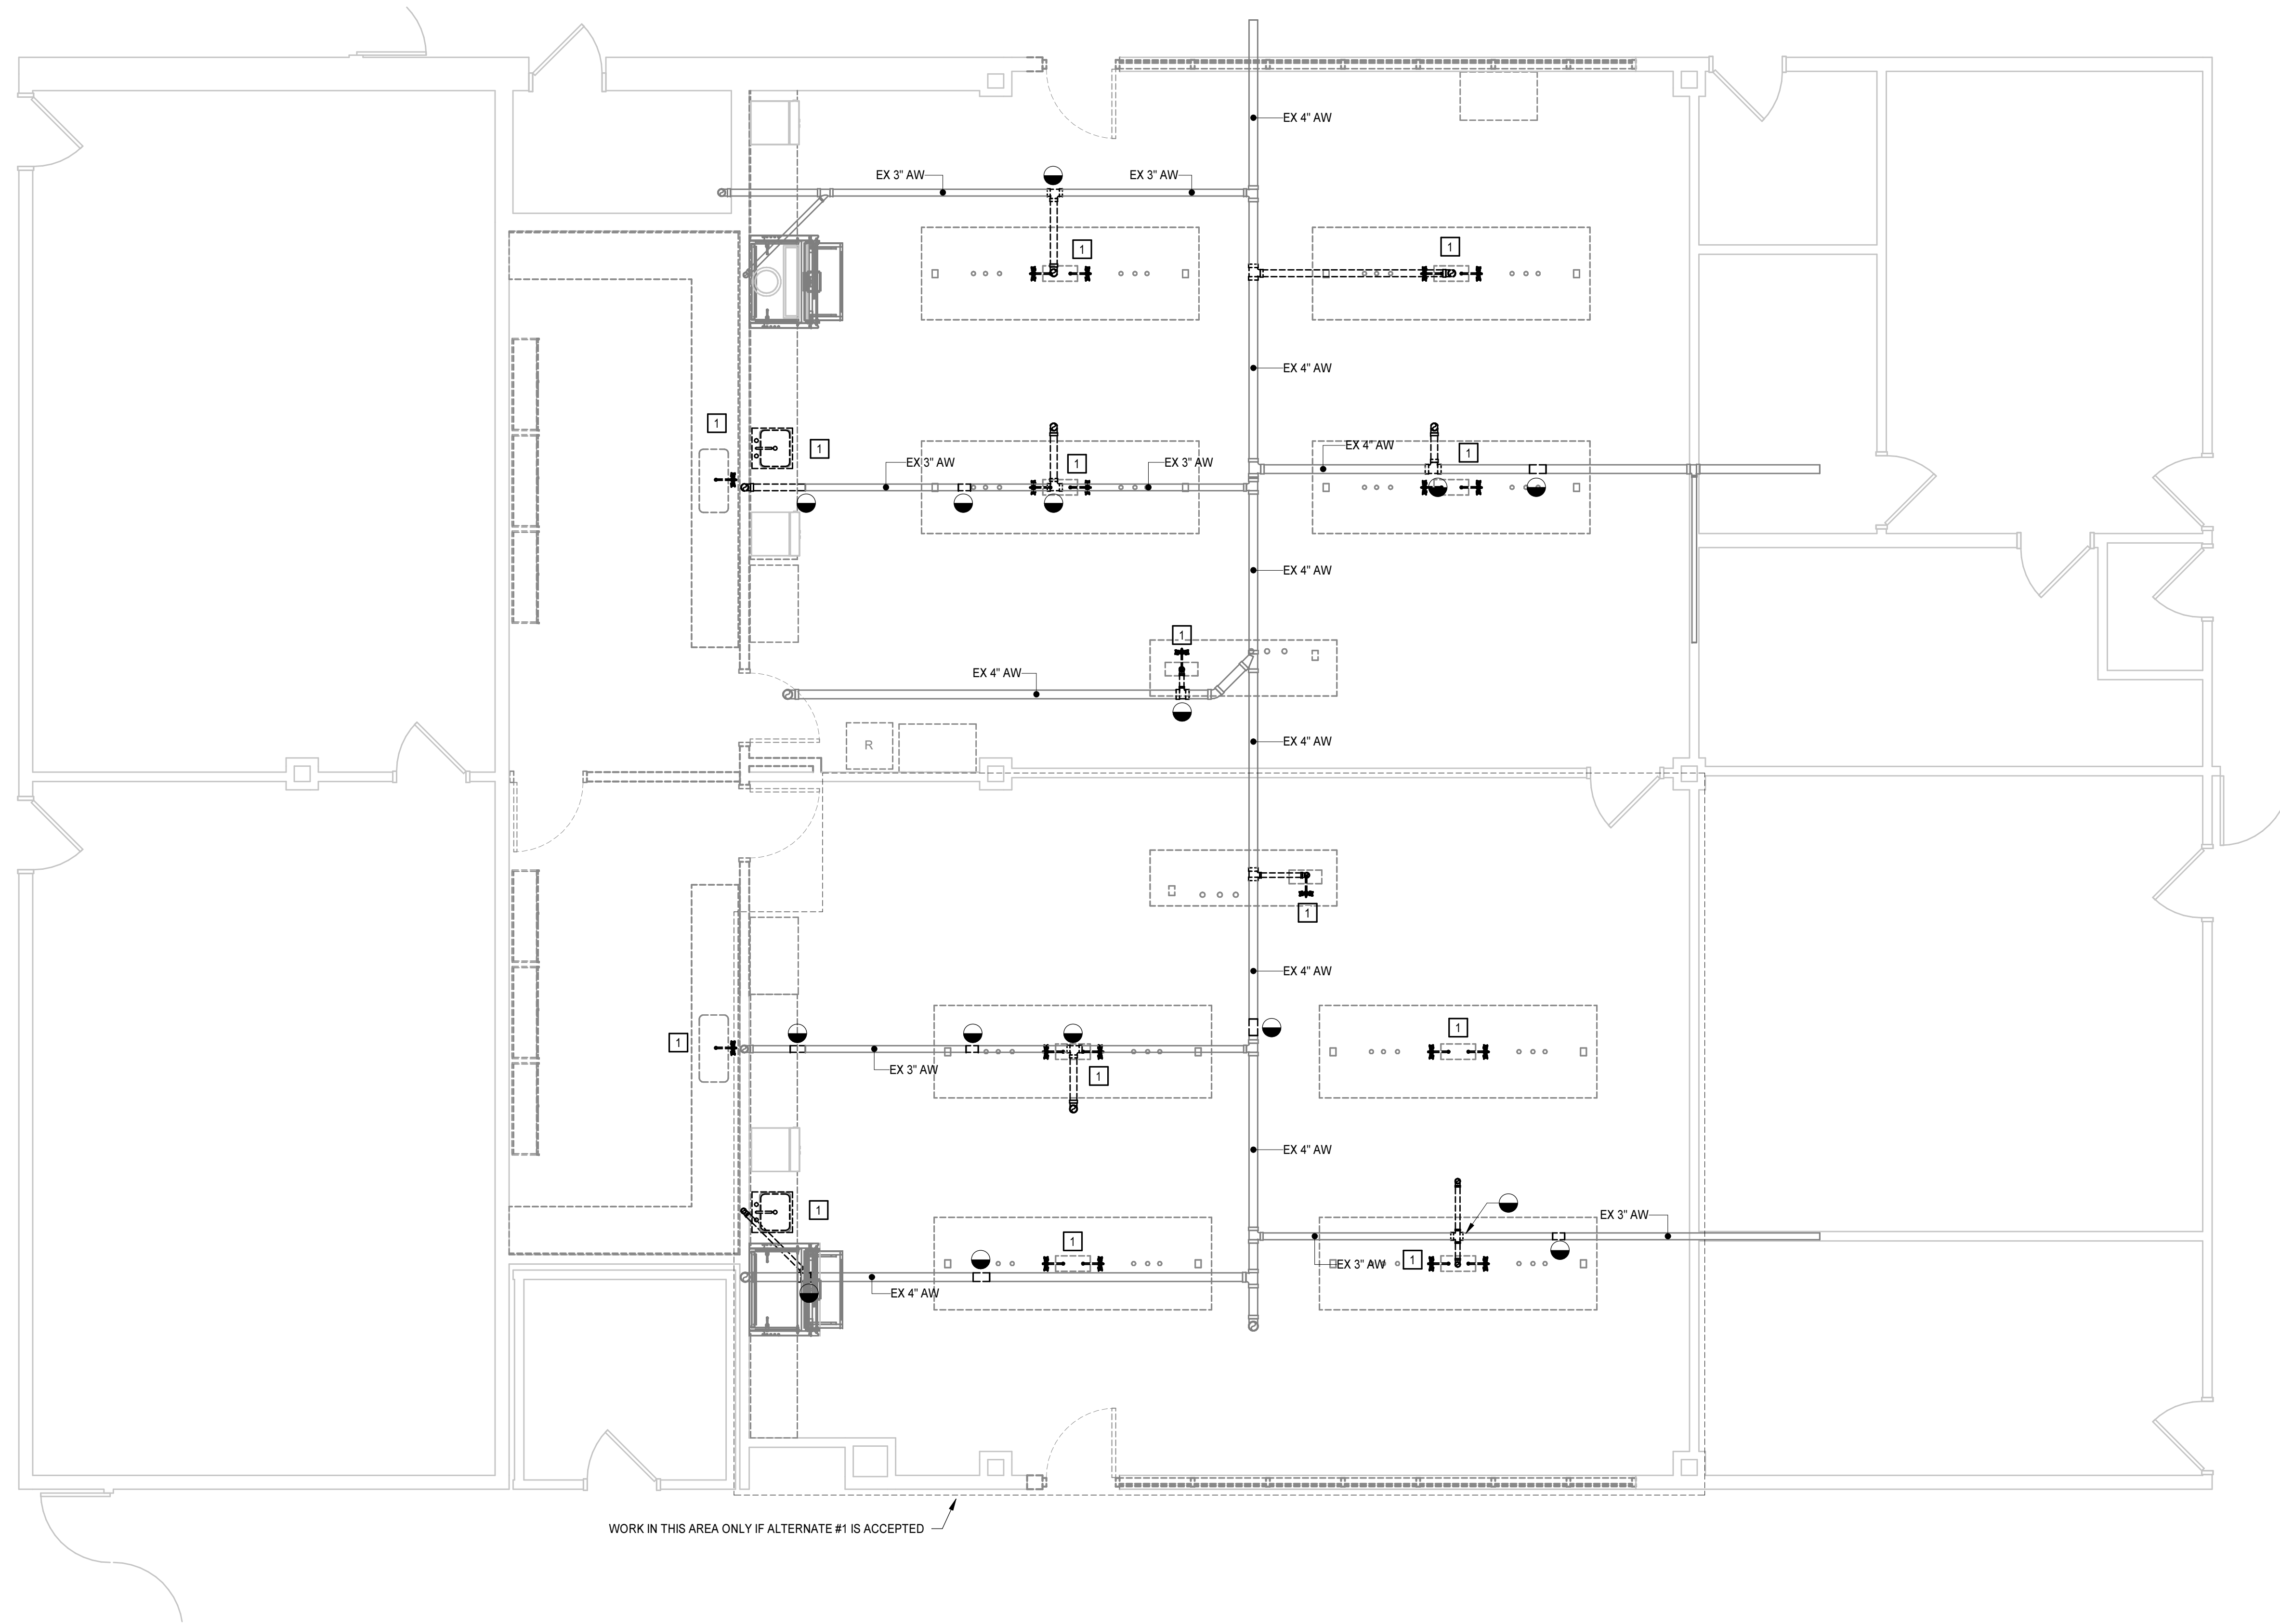 EX 4" AW
EX 3" AW
EX 3" AW
1
1
EX 4" AW
1
1
EX 4" AW
1
1
EX 3" AW
EX 3" AW
1
EX 4" AW
1
EX 4" AW
EX 4" AW
R
1
EX 4" AW
1
1
EX 3" AW
1
EX 4" AW
1
EX 3" AW
1
1
EX 3" AW
EX 4" AW
WORK IN THIS AREA ONLY IF ALTERNATE #1 IS ACCEPTED